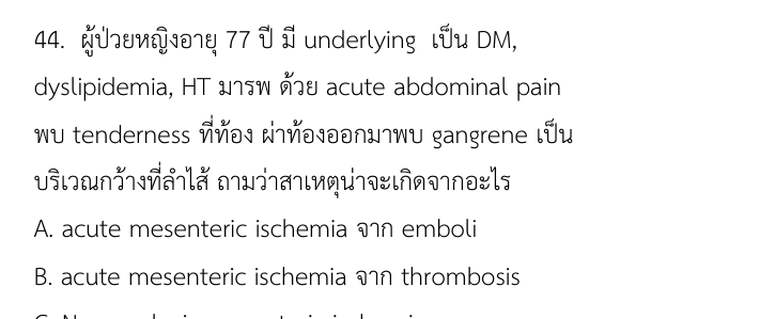 44. ผู้ป่วยหญิงอายุ 77 ปี มี underlying เป็น DM,
dyslipidemia, HT มารพ ด้วย acute abdominal pain
พบ tenderness ที่ท้อง ผ่าท้องออกมาพบ gangrene เป็น
บริเวณกว้างที่ลำไส้ ถามว่าสาเหตุน่าจะเกิดจากอะไร
A. acute mesenteric ischemia จาก emboli
B. acute mesenteric ischemia จาก thrombosis